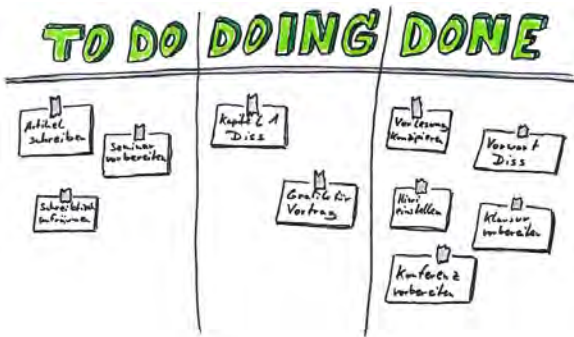 TO DO
DOING
DONE
Artikel
schreiben
Seminar
vorbereiten
Schreibtisch
aufräumen
Kapitel 1
Diss
Grafik für
Vortrag
Vorlesung
konzipieren
Vorwort
Diss
Hiwi
einstellen
Klausur
vorbereiten
Konferenz
vorbereiten